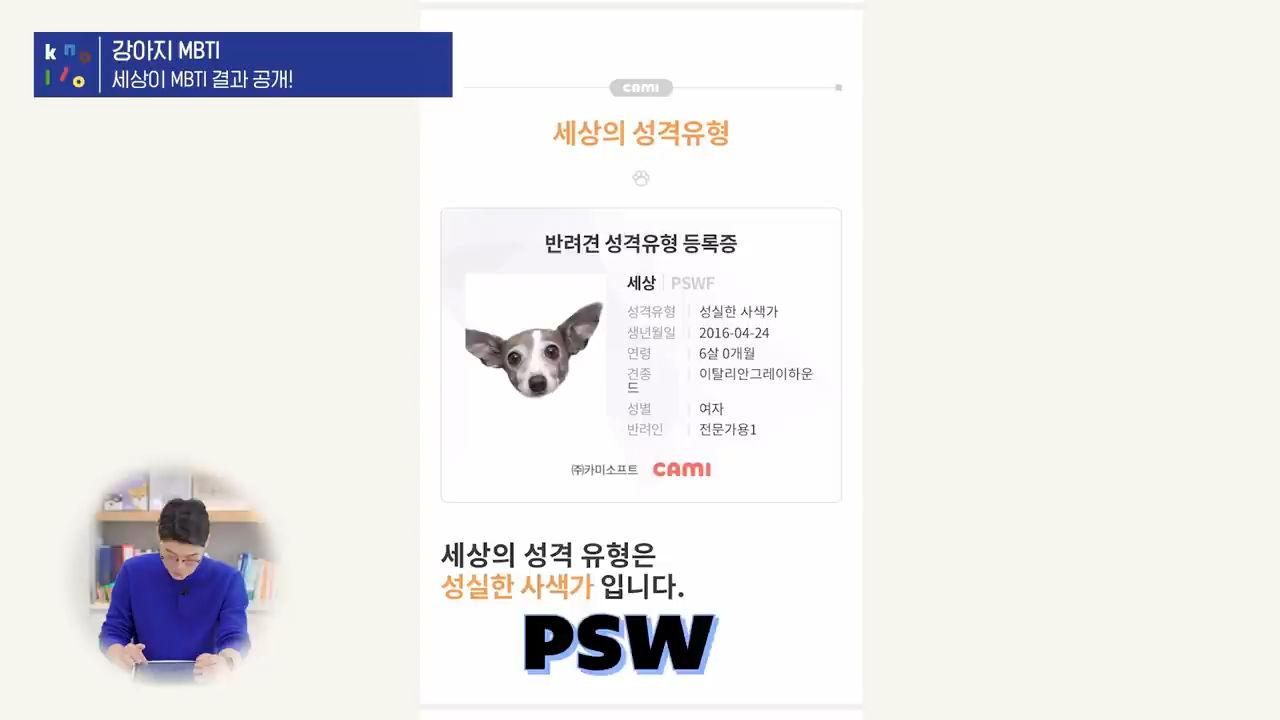 kno
l/o
강아지 MBTI
세상이 MBTI 결과 공개!
CAMI
세상의 성격유형
반려견 성격유형 등록증
세상 PSWF
성격유형 성실한 사색가
생년월일 2016-04-24
연령 6살 0개월
견종 이탈리안그레이하운
드
성별 여자
반려인 전문가용1
㈜카미소프트 CAMI
세상의 성격 유형은
성실한 사색가 입니다.
PSW